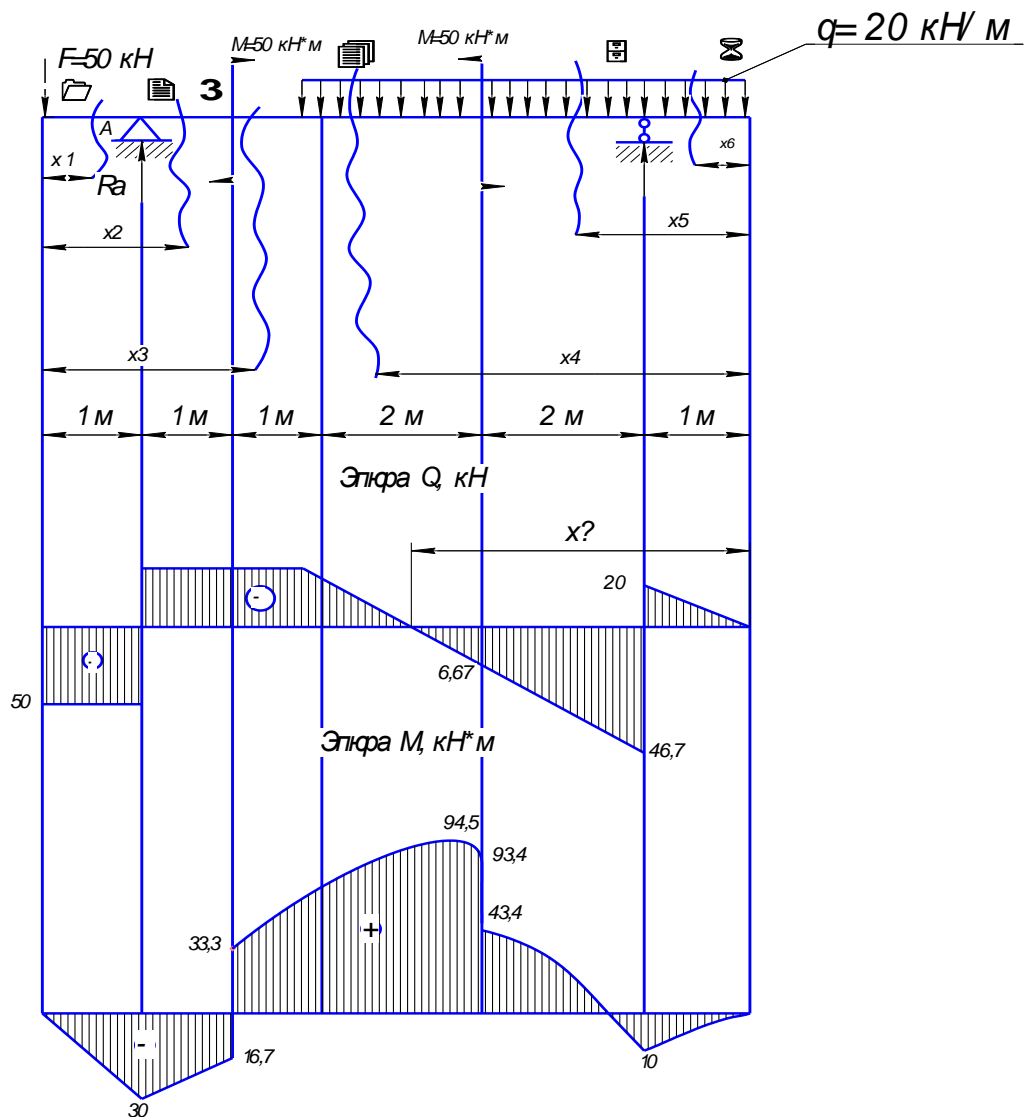 q= 20 кН/ м
F=50 кН
M=50 кН*м
M=50 кН*м
3
A
x 1
x6
Ra
x2
x5
x3
x4
1 м
1 м
1 м
2 м
2 м
1 м
Эпюра Q, кН
x?
20
-
-
6,67
50
46,7
Эпюра M, кН*м
94,5
93,4
43,4
+
33,3
-
16,7
10
30